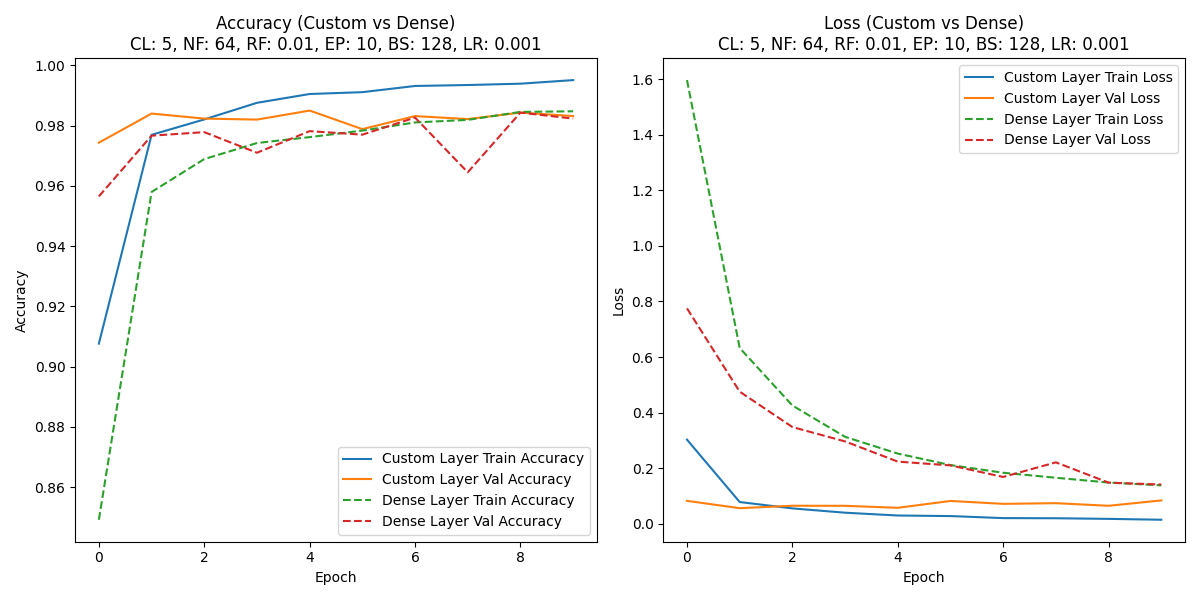 Accuracy (Custom vs Dense)
CL: 5, NF: 64, RF: 0.01, EP: 10, BS: 128, LR: 0.001
1.00
0.98
0.96
0.94
0.92
0.90
0.88
0.86
Accuracy
0
2
4
6
8
Epoch
Custom Layer Train Accuracy
Custom Layer Val Accuracy
Dense Layer Train Accuracy
Dense Layer Val Accuracy
Loss (Custom vs Dense)
CL: 5, NF: 64, RF: 0.01, EP: 10, BS: 128, LR: 0.001
1.6
1.4
1.2
1.0
0.8
0.6
0.4
0.2
0.0
Loss
0
2
4
6
8
Epoch
Custom Layer Train Loss
Custom Layer Val Loss
Dense Layer Train Loss
Dense Layer Val Loss